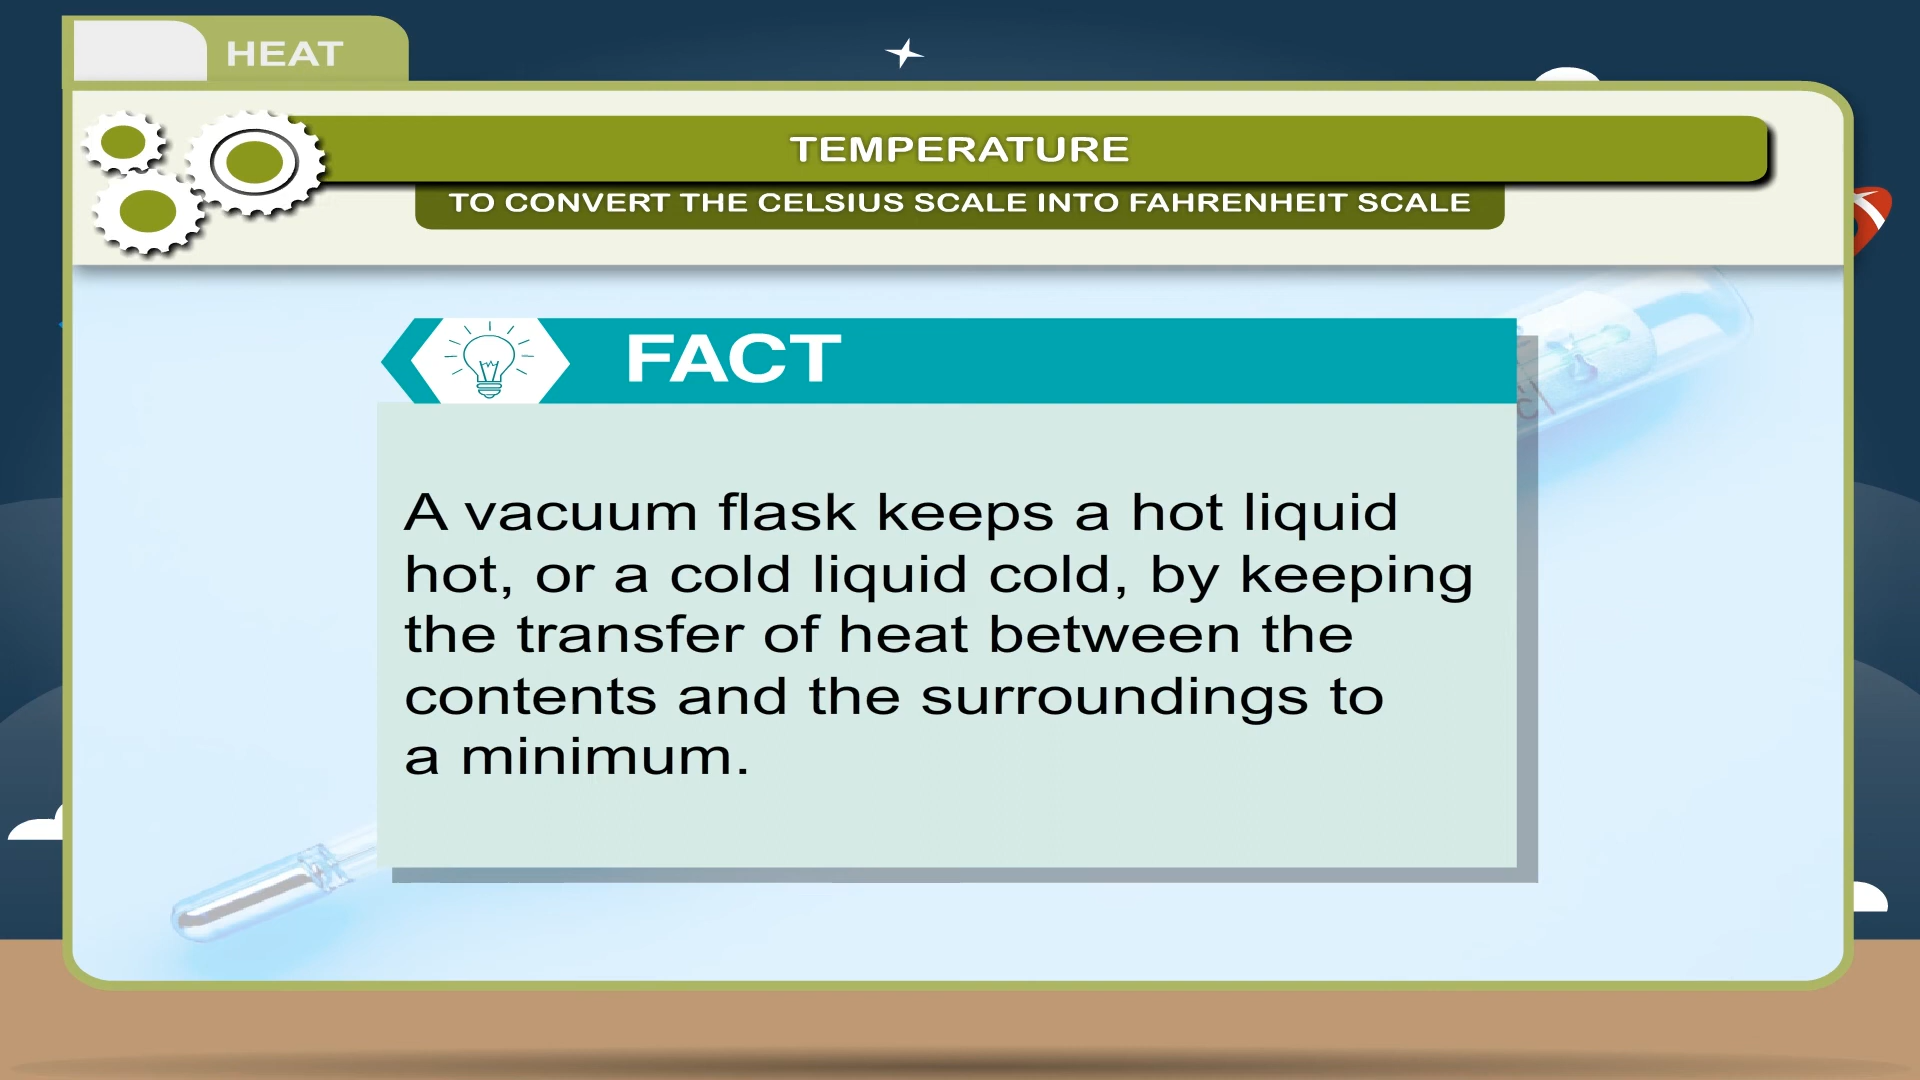 HEAT
TEMPERATURE
TO CONVERT THE CELSIUS SCALE INTO FAHRENHEIT SCALE
FACT
A vacuum flask keeps a hot liquid
hot, or a cold liquid cold, by keeping
the transfer of heat between the
contents and the surroundings to
a minimum.